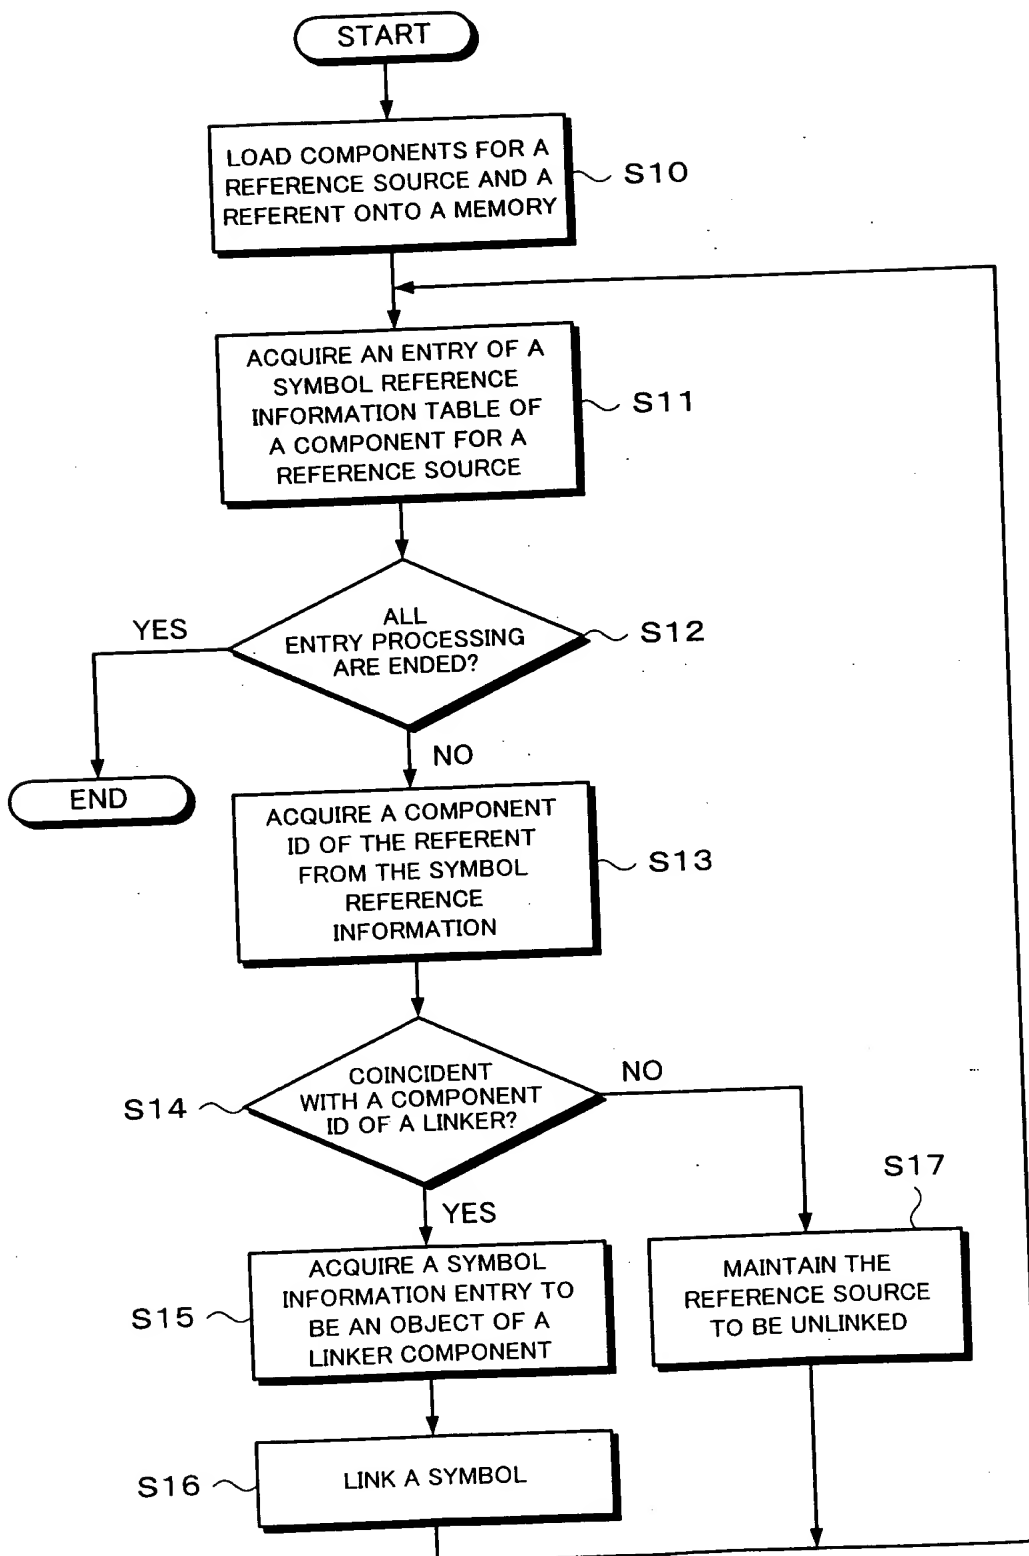 START
LOAD COMPONENTS FOR A
REFERENCE SOURCE AND A
REFERENT ONTO A MEMORY
S10
ACQUIRE AN ENTRY OF A
SYMBOL REFERENCE
INFORMATION TABLE OF
A COMPONENT FOR A
REFERENCE SOURCE
S11
ALL
ENTRY PROCESSING
ARE ENDED?
S12
YES
END
NO
ACQUIRE A COMPONENT
ID OF THE REFERENT
FROM THE SYMBOL
REFERENCE
INFORMATION
S13
COINCIDENT
WITH A COMPONENT
ID OF A LINKER?
S14
NO
YES
S17
MAINTAIN THE
REFERENCE SOURCE
TO BE UNLINKED
ACQUIRE A SYMBOL
INFORMATION ENTRY TO
BE AN OBJECT OF A
LINKER COMPONENT
S15
LINK A SYMBOL
S16